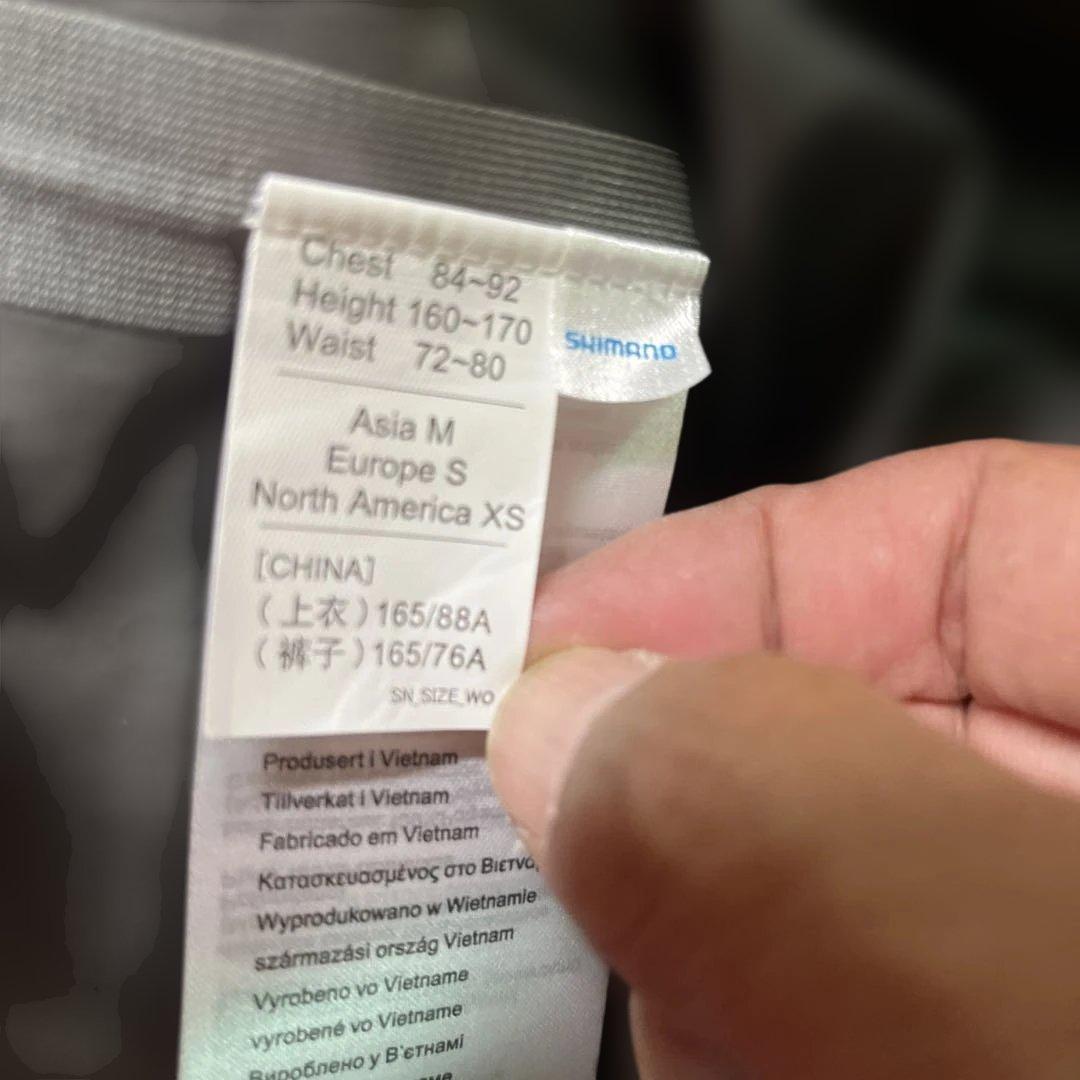 Chest 84~92
Height 160~170
Waist 72~80
SHIMANO
Asia M
Europe S
North America XS
[CHINA]
(上衣)165/88A
(裤子)165/76A
SN_SIZE_WO
Produsert i Vietnam
Tillverkat i Vietnam
Fabricado em Vietnam
Κατασκευασμένος στο
Wyprodukowano w Wietnamie
származási ország Vietnam
Vyrobeno vo Vietname
vyrobené vo Vietname
Вироблено у В'єтнамі